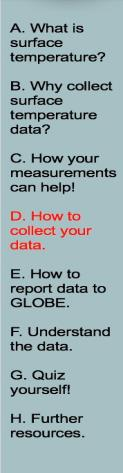 A. What is
surface
temperature?
B. Why collect
surface
temperature
data?
C. How your
measurements
can help!
D. How to
collect your
data.
E. How to
report data to
GLOBE.
F. Understand
the data.
G. Quiz
yourself!
H. Further
resources.